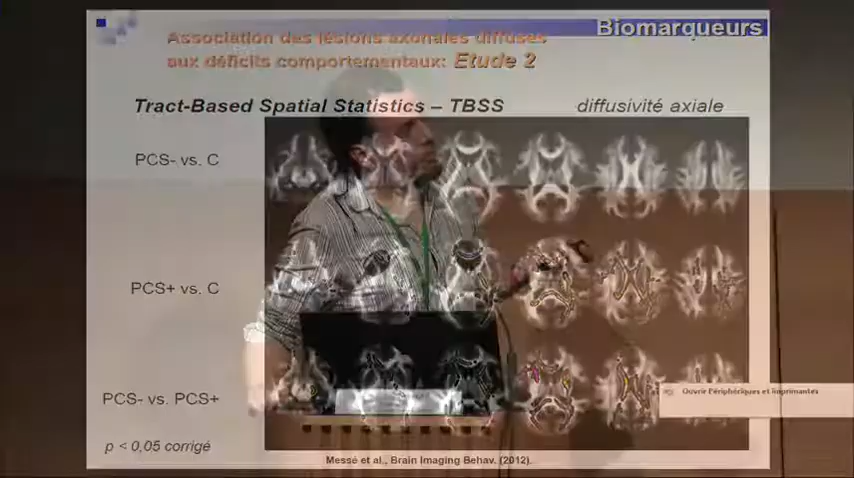 Biomarqueurs
Association des lésions axonales diffuses
aux déficits comportementaux: Etude 2
Tract-Based Spatial Statistics – TBSS
diffusivité axiale
PCS- vs. C
PCS+ vs. C
PCS- vs. PCS+
Ouvrir Périphériques et imprimantes
p < 0,05 corrigé
Messé et al., Brain Imaging Behav. (2012).